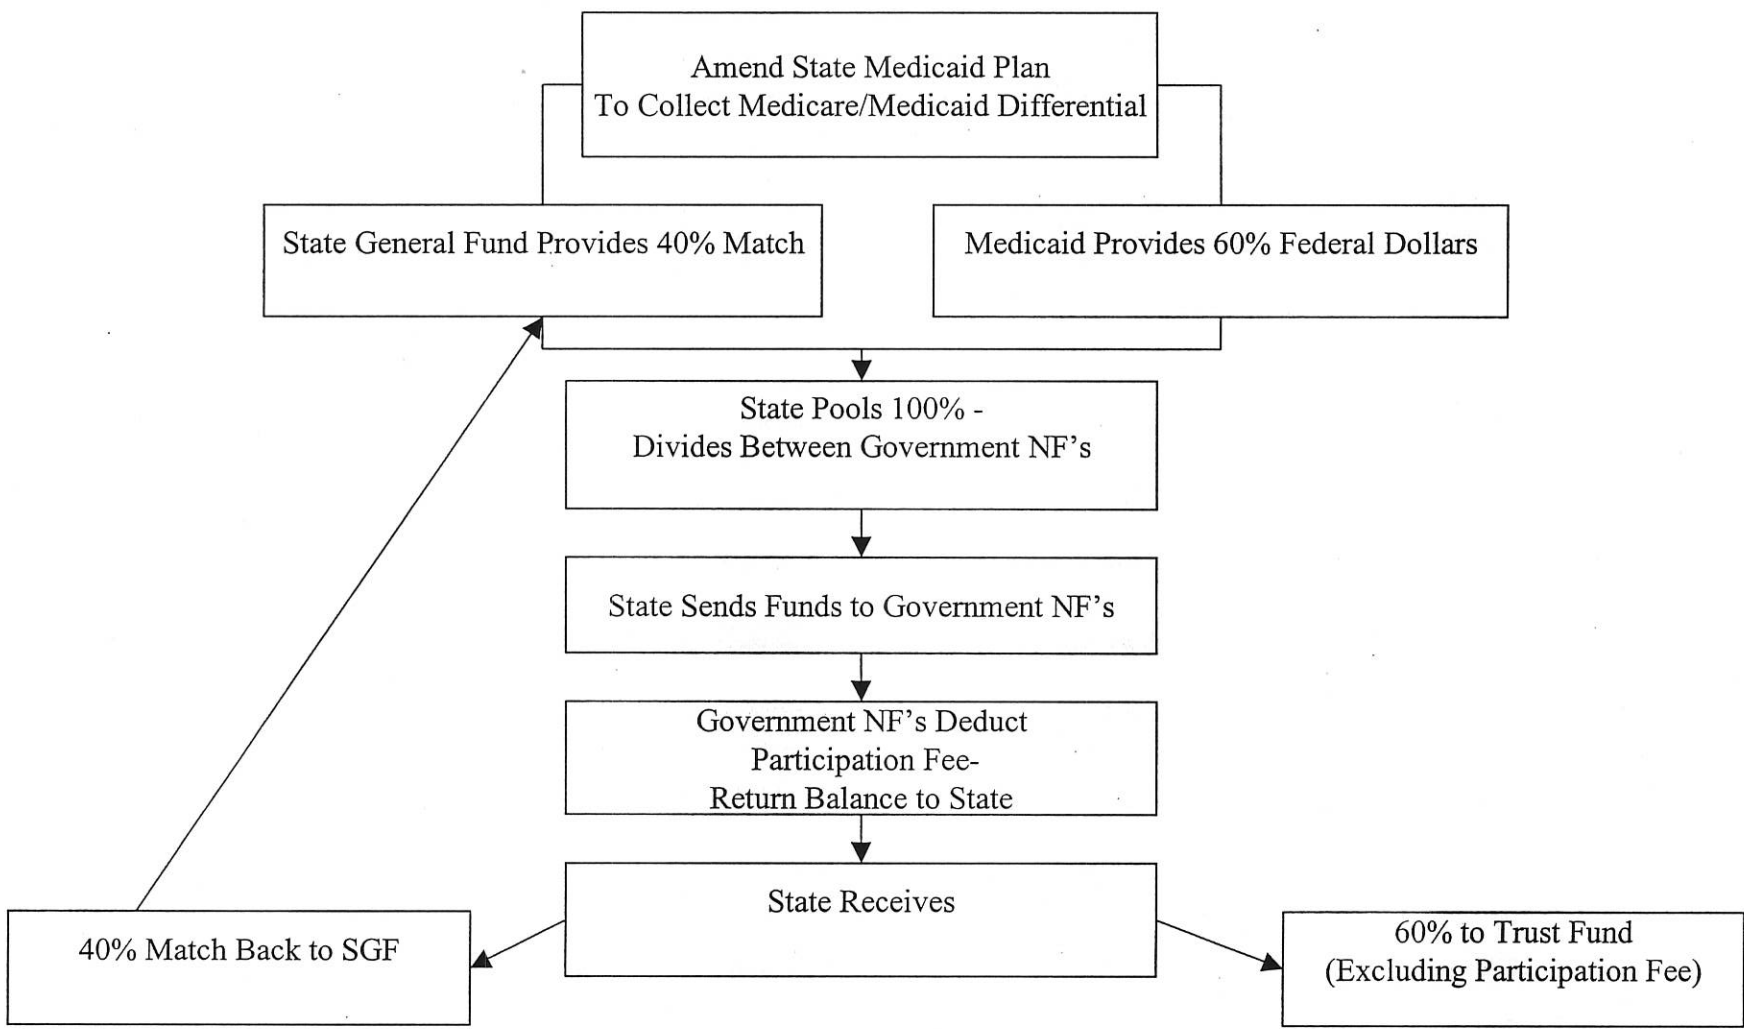 Amend State Medicaid Plan
To Collect Medicare/Medicaid Differential
State General Fund Provides 40% Match
Medicaid Provides 60% Federal Dollars
State Pools 100% -
Divides Between Government NF’s
State Sends Funds to Government NF’s
Government NF’s Deduct
Participation Fee-
Return Balance to State
State Receives
40% Match Back to SGF
60% to Trust Fund
(Excluding Participation Fee)